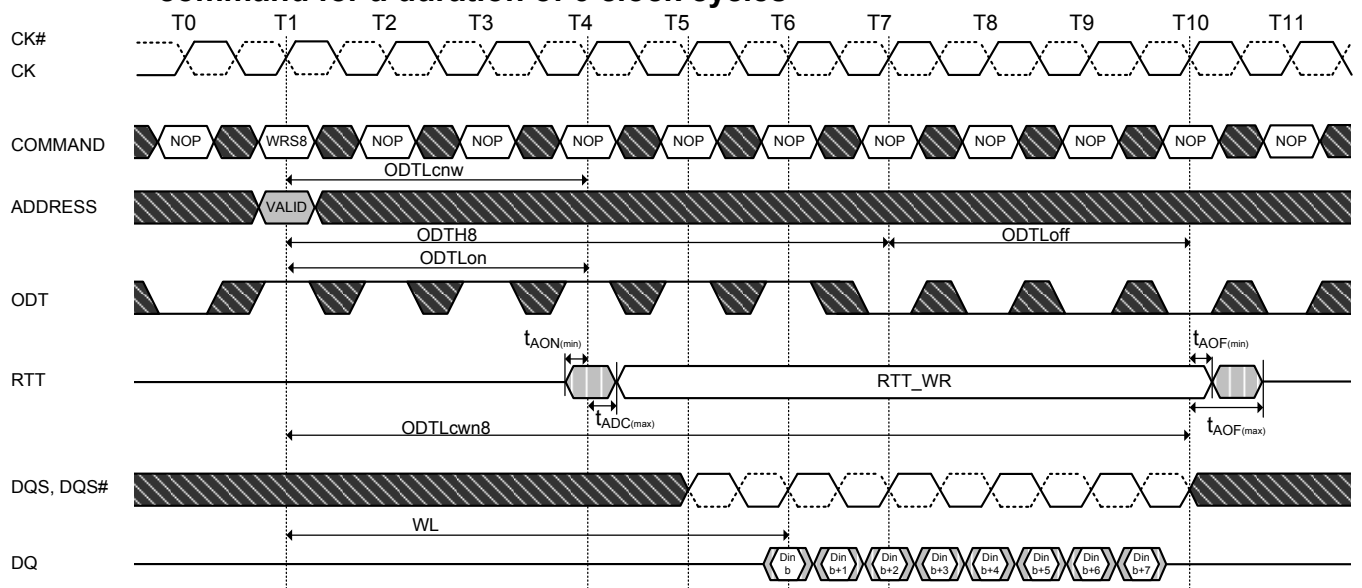 command for a duration of 6 clock cycles
T0 T1 T2 T3 T4 T5 T6 T7 T8 T9 T10 T11
CK#
CK
COMMAND NOP WRS8 NOP NOP NOP NOP NOP NOP NOP NOP NOP NOP
ODTLcnw
ADDRESS VALID
ODTH8 ODTLoff
ODTLon
ODT
tAON(min) tAOF(min)
RTT RTT_WR
tADC(max) tAOF(max)
ODTLcwn8
DQS, DQS#
WL
DQ Din b Din b+1 Din b+2 Din b+3 Din b+4 Din b+5 Din b+6 Din b+7